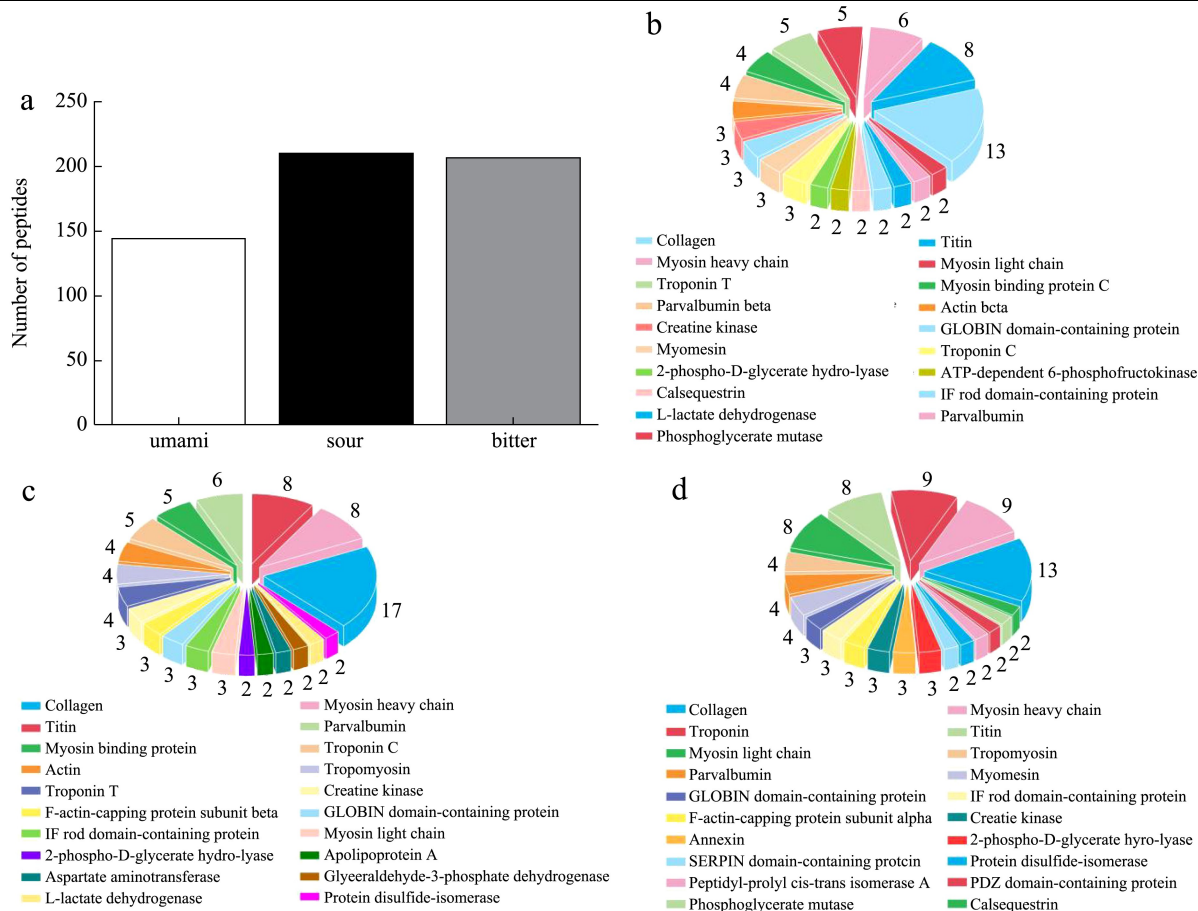 a
250
200
150
100
50
0
Number of peptides
umami sour bitter
b
5 6
5 8
4
4
3 13
3
3
3 2 2 2 2 2 2 2
Collagen Titin
Myosin heavy chain Myosin light chain
Troponin T Myosin binding protein C
Parvalbumin beta Actin bcta
Creatine kinase GLOBIN domain-containing protein
Myomesin Troponin C
2-phospho-D-glycerate hydro-lyase ATP-dependent 6-phosphofructokinase
Calsequestrin IF rod domain-containing protein
L-lactate dehydrogenase Parvalbumin
Phosphoglycerate mutase
c
6 8
5 8
5
4
4
4 17
3
3
3 3 3 2 2 2 2 2 2
Collagen Myosin heavy chain
Titin Parvalbumin
Myosin binding protein Troponin C
Actin Tropomyosin
Troponin T Creatine kinase
F-actin-capping protein subunit beta GLOBIN domain-containing protein
IF rod domain-containing protein Myosin light chain
2-phospho-D-glycerate hydro-lyase Apolipoprotein A
Aspartate aminotransferase Glyeeraldehyde-3-phosphate dehydrogenase
L-lactate dehydrogenase Protein disulfide-isomerase
d
8 9
8 9
4
13
4
4
3
3 3 3 3 3 2 2 2 2 2 2
Collagen Myosin heavy chain
Troponin Titin
Myosin light chain Tropomyosin
Parvalbumin Myomesin
GLOBIN domain-containing protein IF rod domain-containing protein
F-actin-capping protein subunit alpha Creatie kinase
Annexin 2-phospho-D-glycerate hyro-lyase
SERPIN domain-containing protcin Protein disulfide-isomerase
Peptidyl-prolyl cis-trans isomerase A PDZ domain-containing protein
Phosphoglycerate mutase Calsequestrin